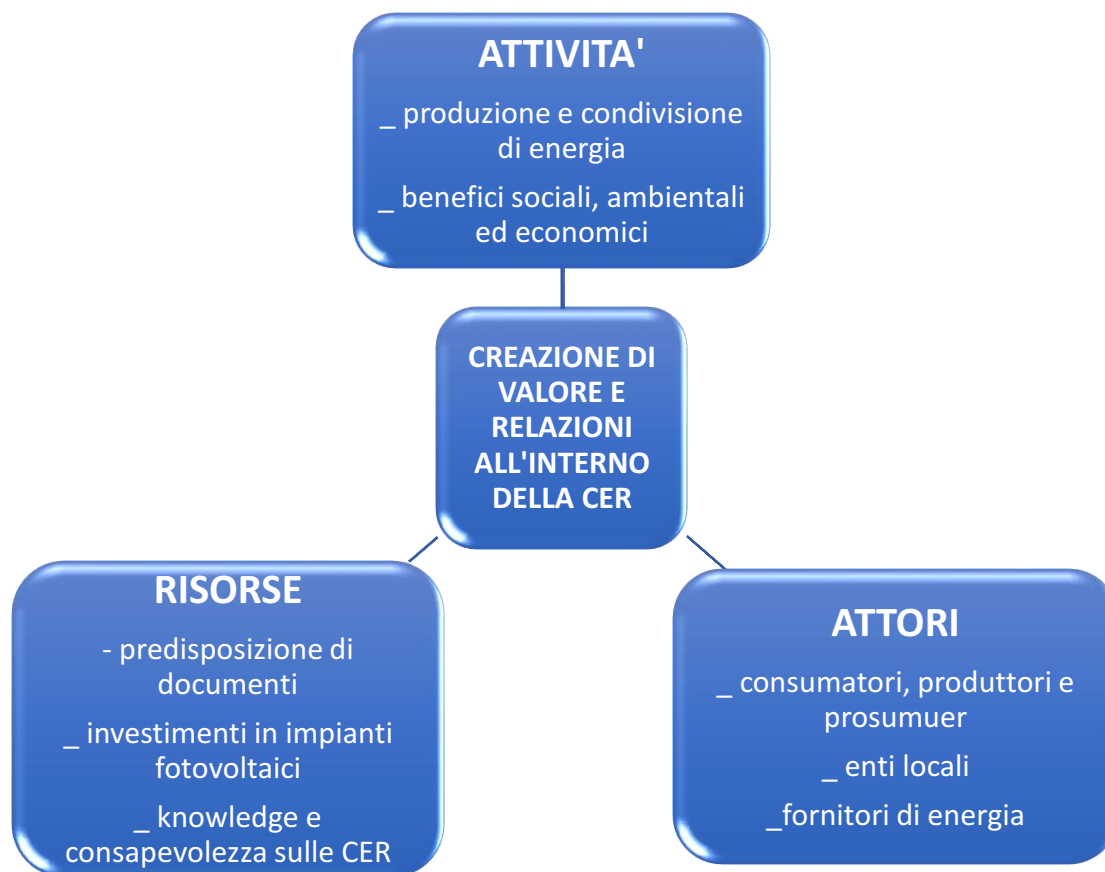 ATTIVITA'
_ produzione e condivisione
di energia
_ benefici sociali, ambientali
ed economici
CREAZIONE DI
VALORE E
RELAZIONI
ALL'INTERNO
DELLA CER
RISORSE
- predisposizione di
documenti
_ investimenti in impianti
fotovoltaici
_ knowledge e
consapevolezza sulle CER
ATTORI
_ consumatori, produttori e
prosumuer
_ enti locali
_fornitori di energia